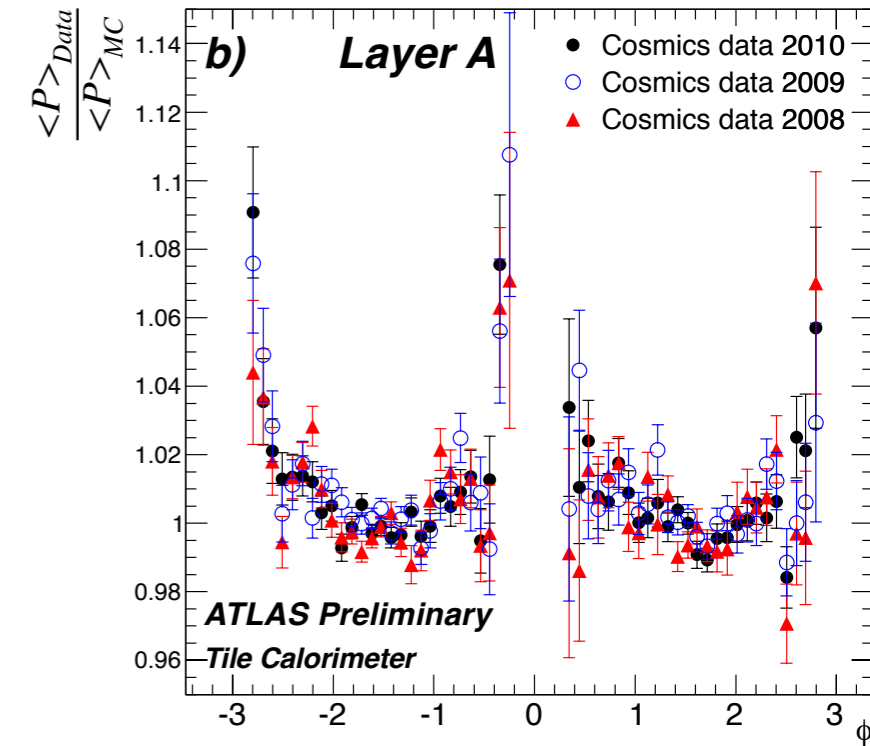 <P>Data
<P>MC
b) Layer A
Cosmics data 2010
Cosmics data 2009
Cosmics data 2008
1.14
1.12
1.1
1.08
1.06
1.04
1.02
1
0.98
0.96
ATLAS Preliminary
Tile Calorimeter
-3 -2 -1 0 1 2 3
ϕ